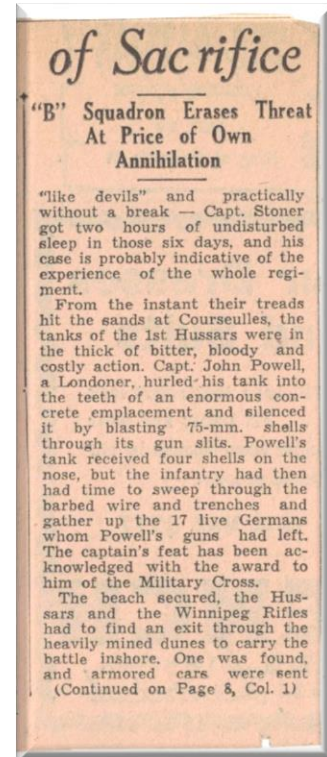 of Sacrifice
"B" Squadron Erases Threat
At Price of Own
Annihilation
"like devils" and practically
without a break — Capt. Stoner
got two hours of undisturbed
sleep in those six days, and his
case is probably indicative of the
experience of the whole regi-
ment.
From the instant their treads
hit the sands at Courseulles, the
tanks of the 1st Hussars were in
the thick of bitter, bloody and
costly action. Capt. John Powell,
a Londoner, hurled his tank into
the teeth of an enormous con-
crete emplacement and silenced
it by blasting 75-mm. shells
through its gun slits. Powell's
tank received four shells on the
nose, but the infantry had then
had time to sweep through the
barbed wire and trenches and
gather up the 17 live Germans
whom Powell's guns had left.
The captain's feat has been ac-
knowledged with the award to
him of the Military Cross.
The beach secured, the Hus-
sars and the Winnipeg Rifles
had to find an exit through the
heavily mined dunes to carry the
battle inshore. One was found,
and armored cars were sent
(Continued on Page 8, Col. 1)